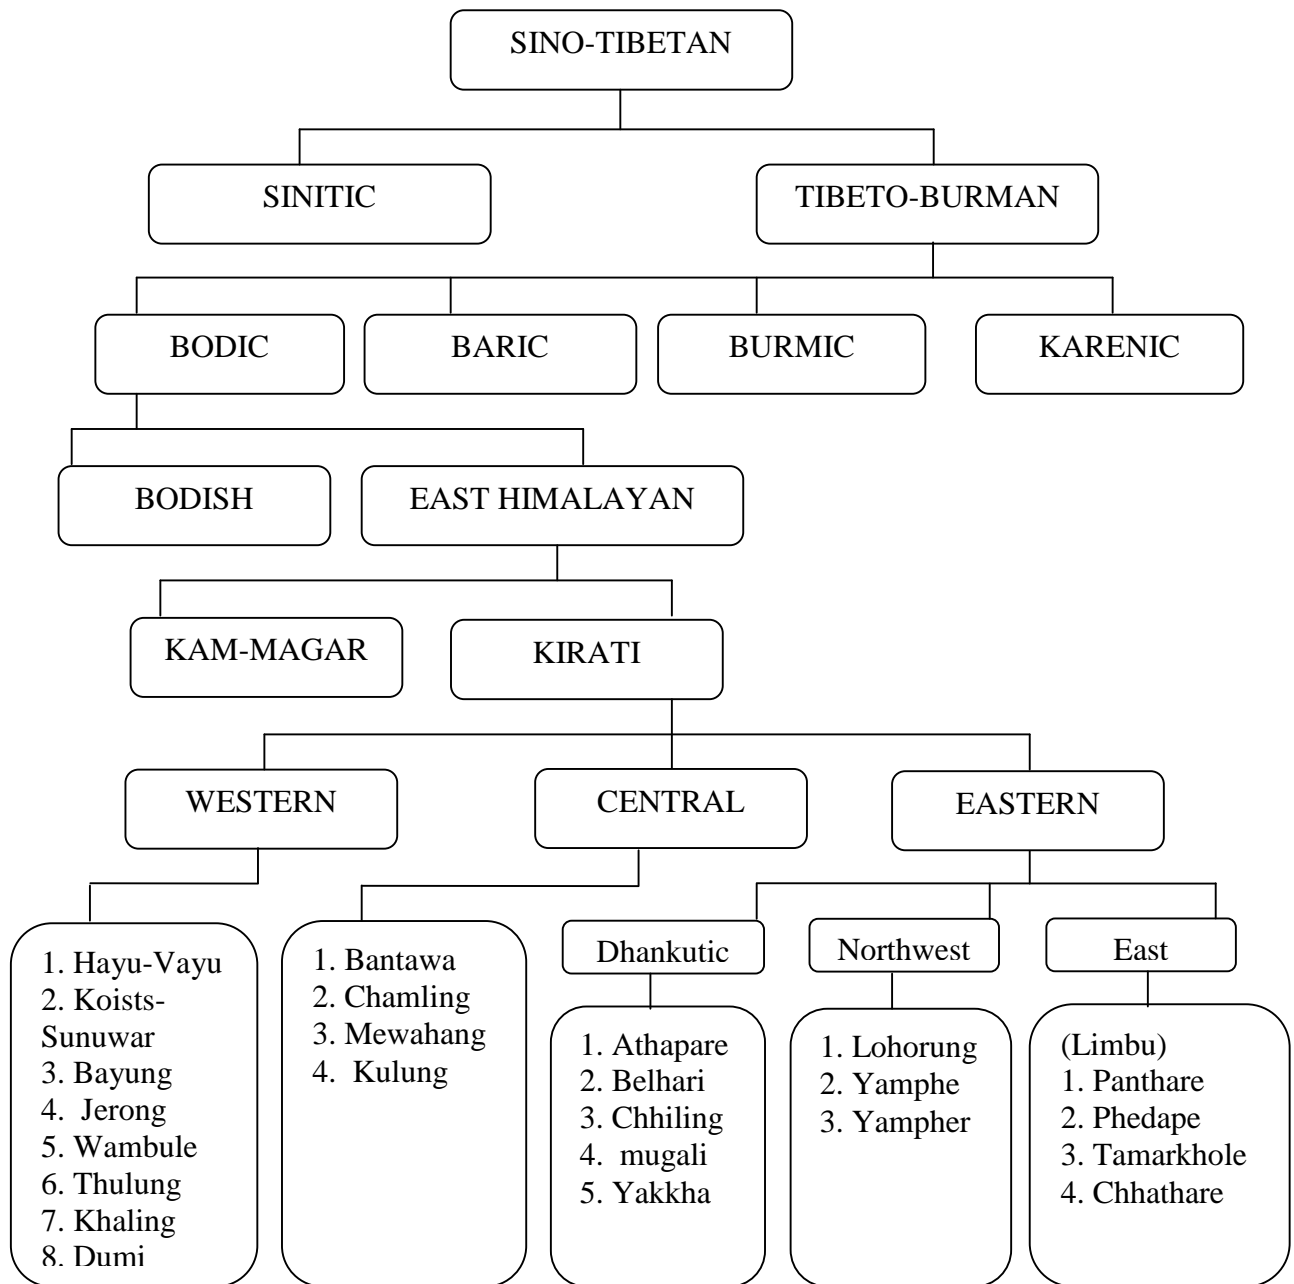 SINO-TIBETAN
SINITIC
TIBETO-BURMAN
BODIC
BARIC
BURMIC
KARENIC
BODISH
EAST HIMALAYAN
KAM-MAGAR
KIRATI
WESTERN
CENTRAL
EASTERN
1. Hayu-Vayu
2. Koists-
Sunuwar
3. Bayung
4. Jerong
5. Wambule
6. Thulung
7. Khaling
8. Dumi
1. Bantawa
2. Chamling
3. Mewahang
4. Kulung
Dhankutic
1. Athapare
2. Belhari
3. Chhiling
4. mugali
5. Yakkha
Northwest
1. Lohorung
2. Yamphe
3. Yampher
East
(Limbu)
1. Panthare
2. Phedape
3. Tamarkhole
4. Chhathare